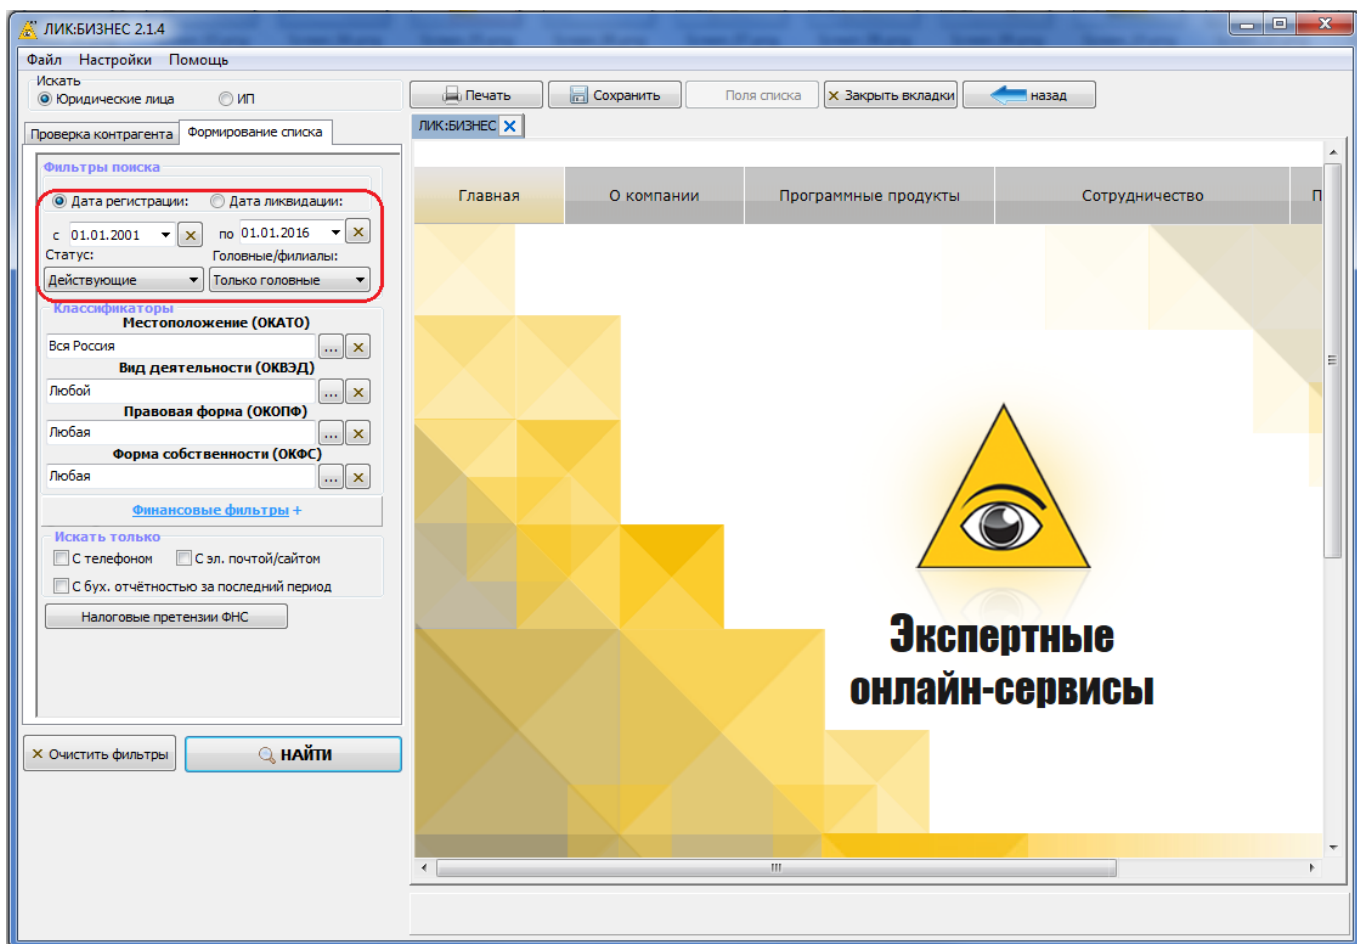 ЛИК:БИЗНЕС 2.1.4
Файл Настройки Помощь
Искать
Юридические лица ИП
Печать Сохранить Поля списка Закрыть вкладки назад
Проверка контрагента Формирование списка
ЛИК:БИЗНЕС
Фильтры поиска
Дата регистрации: Дата ликвидации:
с 01.01.2001 по 01.01.2016
Статус: Головные/филиалы:
Действующие Только головные
Классификаторы
Местоположение (ОКАТО)
Вся Россия ...
Вид деятельности (ОКВЭД)
Любой ...
Правовая форма (ОКОПФ)
Любая ...
Форма собственности (ОКФС)
Любая ...
Финансовые фильтры +
Искать только
С телефоном С эл. почтой/сайтом
С бух. отчётностью за последний период
Налоговые претензии ФНС
Очистить фильтры НАЙТИ
Главная О компании Программные продукты Сотрудничество П
Экспертные
онлайн-сервисы